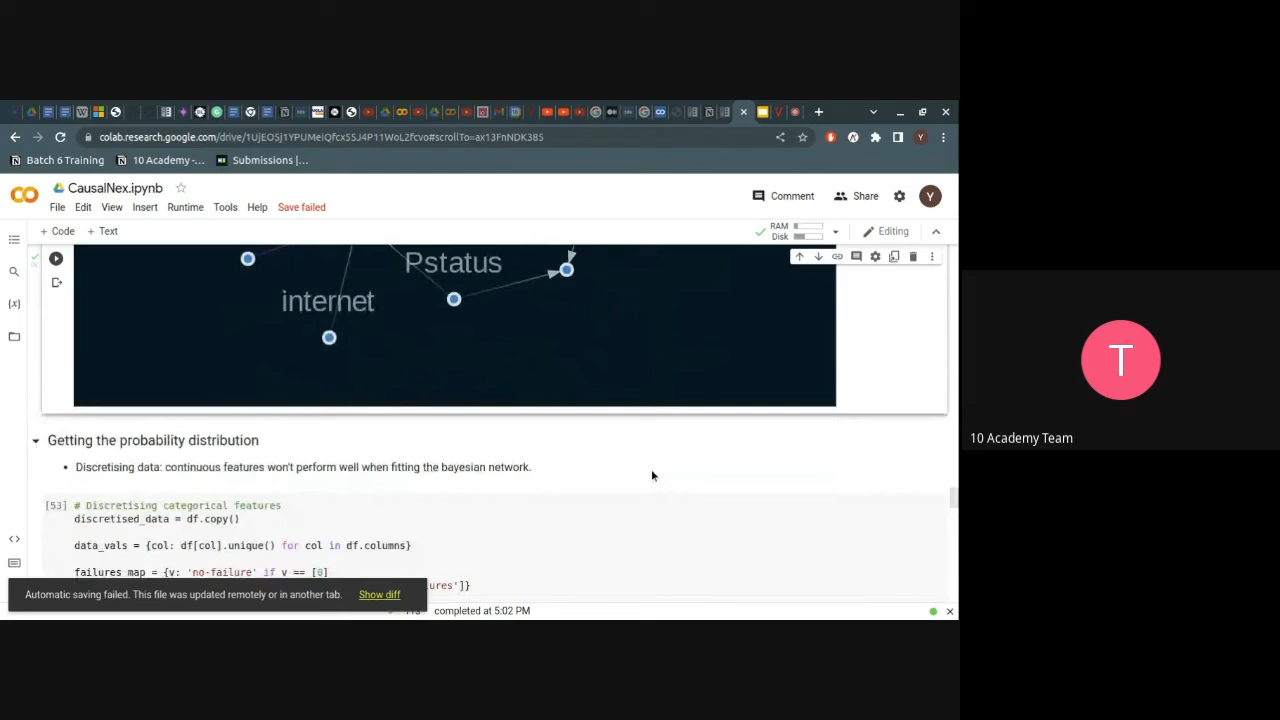 colab.research.google.com/drive/1UjEOSj1YPUMeiQfcx5SJ4P11WoL2fcvo#scrollTo=ax13FnNDK385
Batch 6 Training
10 Academy -...
Submissions |...
CausalNex.ipynb
File Edit View Insert Runtime Tools Help Save failed
Comment
Share
Y
+ Code + Text
RAM
Disk
Editing
Pstatus
internet
Getting the probability distribution
• Discretising data: continuous features won't perform well when fitting the bayesian network.
[53] # Discretising categorical features
discretised_data = df.copy()
data_vals = {col: df[col].unique() for col in df.columns}
failures_map = {v: 'no-failure' if v == [0]
ures']}
Automatic saving failed. This file was updated remotely or in another tab. Show diff
completed at 5:02 PM
T
10 Academy Team